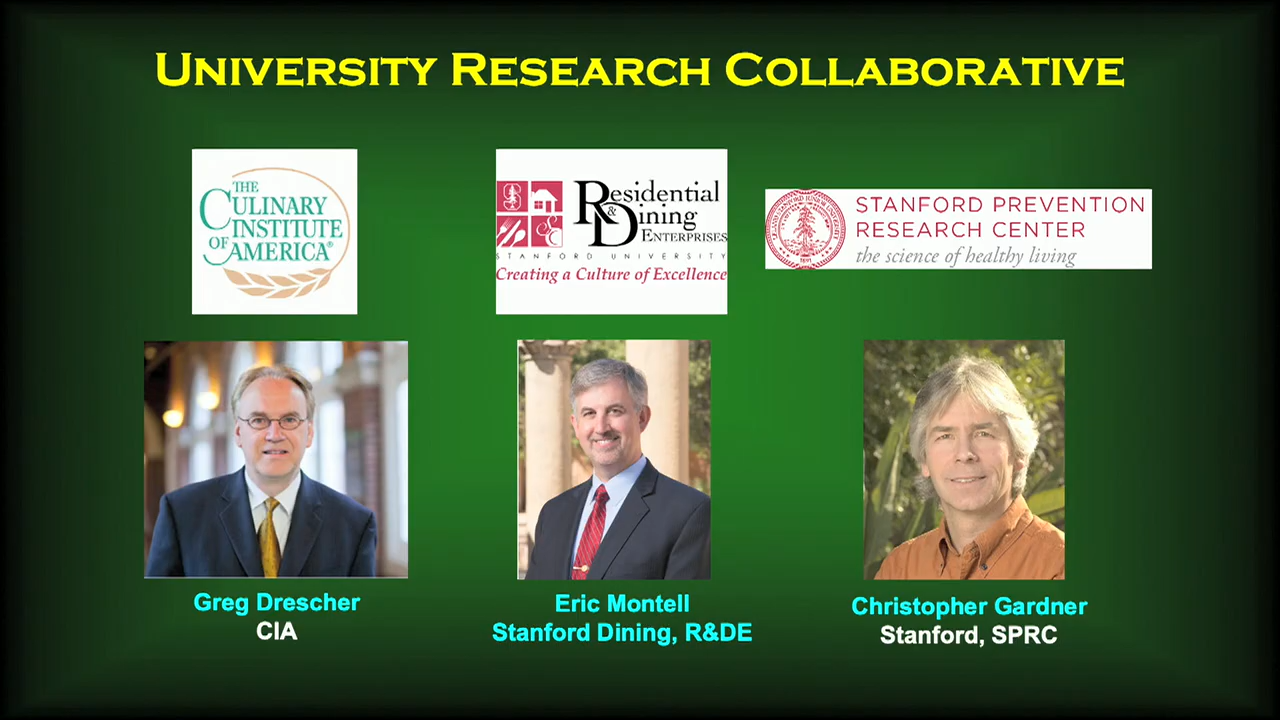 UNIVERSITY RESEARCH COLLABORATIVE
THE
CULINARY
INSTITUTE
OF AMERICA®
Residential
& Dining
ENTERPRISES
STANFORD UNIVERSITY
Creating a Culture of Excellence
STANFORD PREVENTION
RESEARCH CENTER
the science of healthy living
Greg Drescher
CIA
Eric Montell
Stanford Dining, R&DE
Christopher Gardner
Stanford, SPRC